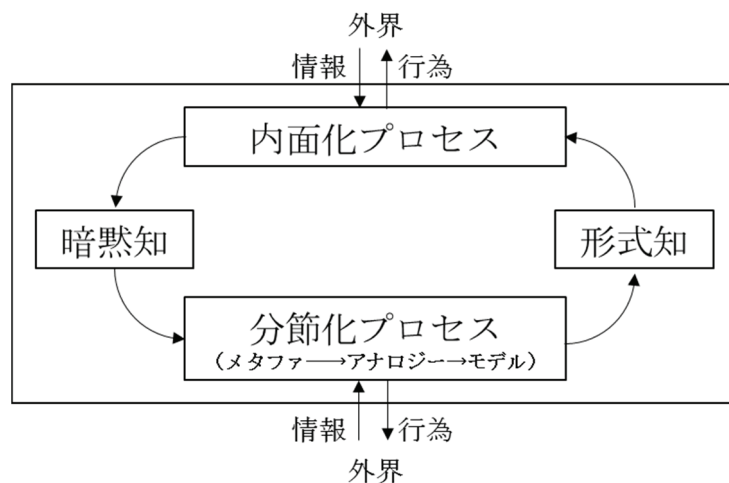 外界
情報 行為
内面化プロセス
暗黙知
形式知
分節化プロセス
(メタファ─→アナロジー→モデル)
情報 行為
外界